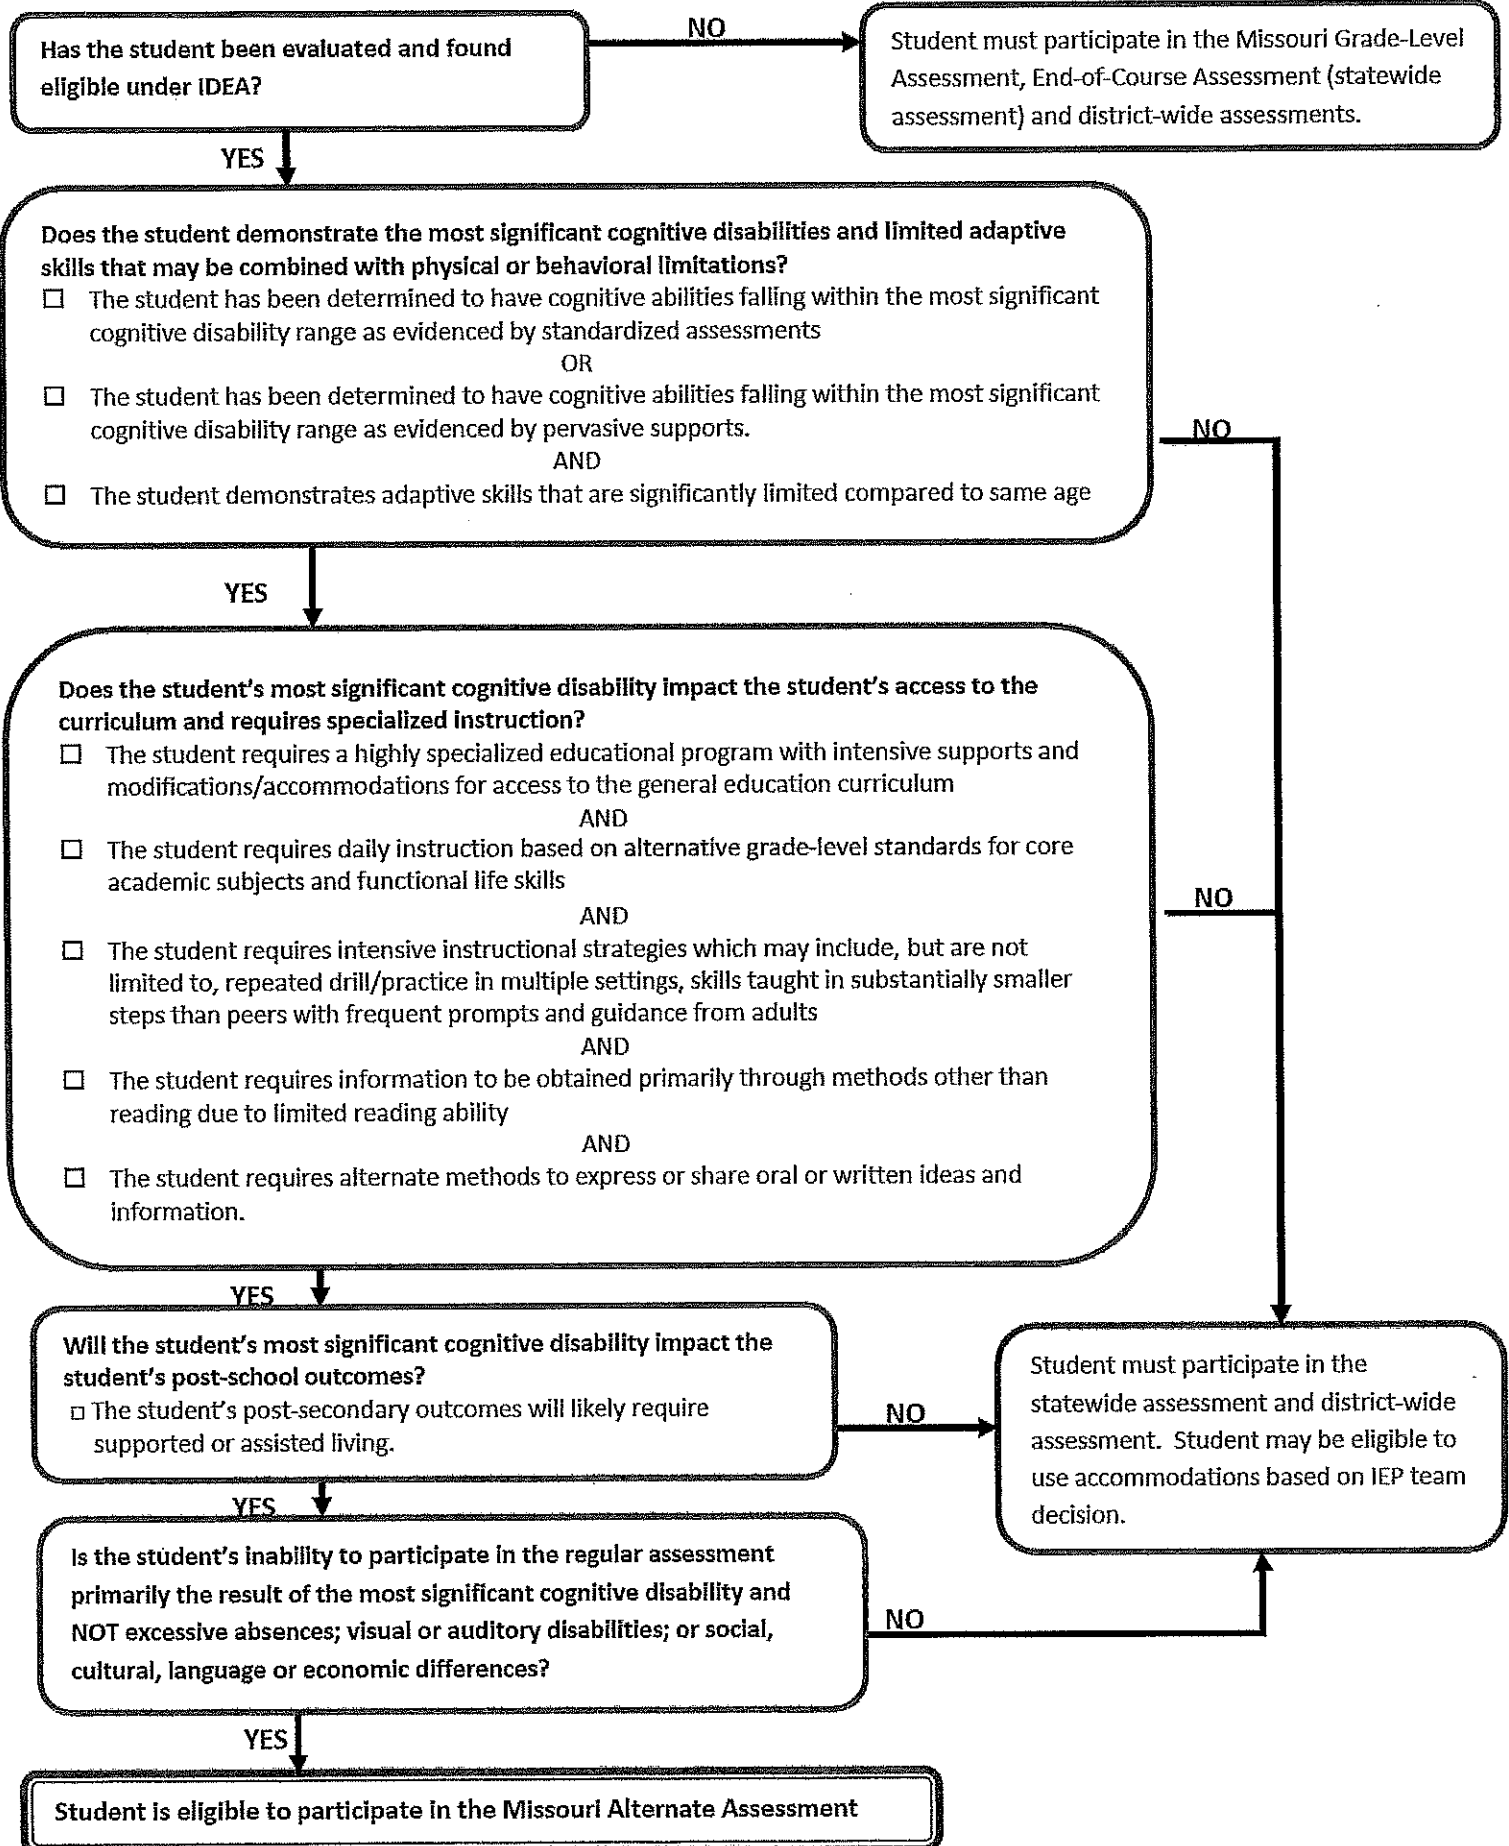 Has the student been evaluated and found
eligible under IDEA?
NO
Student must participate in the Missouri Grade-Level
Assessment, End-of-Course Assessment (statewide
assessment) and district-wide assessments.
YES
Does the student demonstrate the most significant cognitive disabilities and limited adaptive
skills that may be combined with physical or behavioral limitations?
☐ The student has been determined to have cognitive abilities falling within the most significant
cognitive disability range as evidenced by standardized assessments
OR
☐ The student has been determined to have cognitive abilities falling within the most significant
cognitive disability range as evidenced by pervasive supports.
AND
☐ The student demonstrates adaptive skills that are significantly limited compared to same age
NO
YES
Does the student's most significant cognitive disability impact the student's access to the
curriculum and requires specialized instruction?
☐ The student requires a highly specialized educational program with intensive supports and
modifications/accommodations for access to the general education curriculum
AND
☐ The student requires daily instruction based on alternative grade-level standards for core
academic subjects and functional life skills
AND
☐ The student requires intensive instructional strategies which may include, but are not
limited to, repeated drill/practice in multiple settings, skills taught in substantially smaller
steps than peers with frequent prompts and guidance from adults
AND
☐ The student requires information to be obtained primarily through methods other than
reading due to limited reading ability
AND
☐ The student requires alternate methods to express or share oral or written ideas and
information.
NO
YES
Will the student's most significant cognitive disability impact the
student's post-school outcomes?
☐ The student's post-secondary outcomes will likely require
supported or assisted living.
NO
Student must participate in the
statewide assessment and district-wide
assessment. Student may be eligible to
use accommodations based on IEP team
decision.
YES
Is the student's inability to participate in the regular assessment
primarily the result of the most significant cognitive disability and
NOT excessive absences; visual or auditory disabilities; or social,
cultural, language or economic differences?
NO
YES
Student is eligible to participate in the Missouri Alternate Assessment